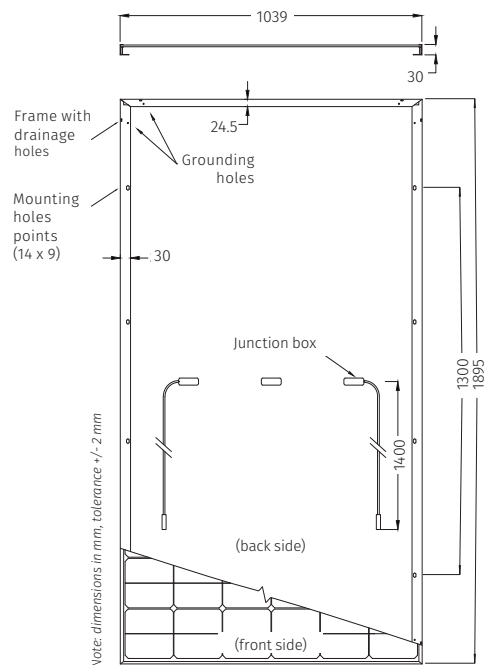 1039
30
24.5
Frame with
drainage
holes
Grounding
holes
Mounting
holes
points
(14 x 9)
30
Junction box
1300
1895
1400
Note: dimensions in mm, tolerance +/- 2 mm
(back side)
(front side)